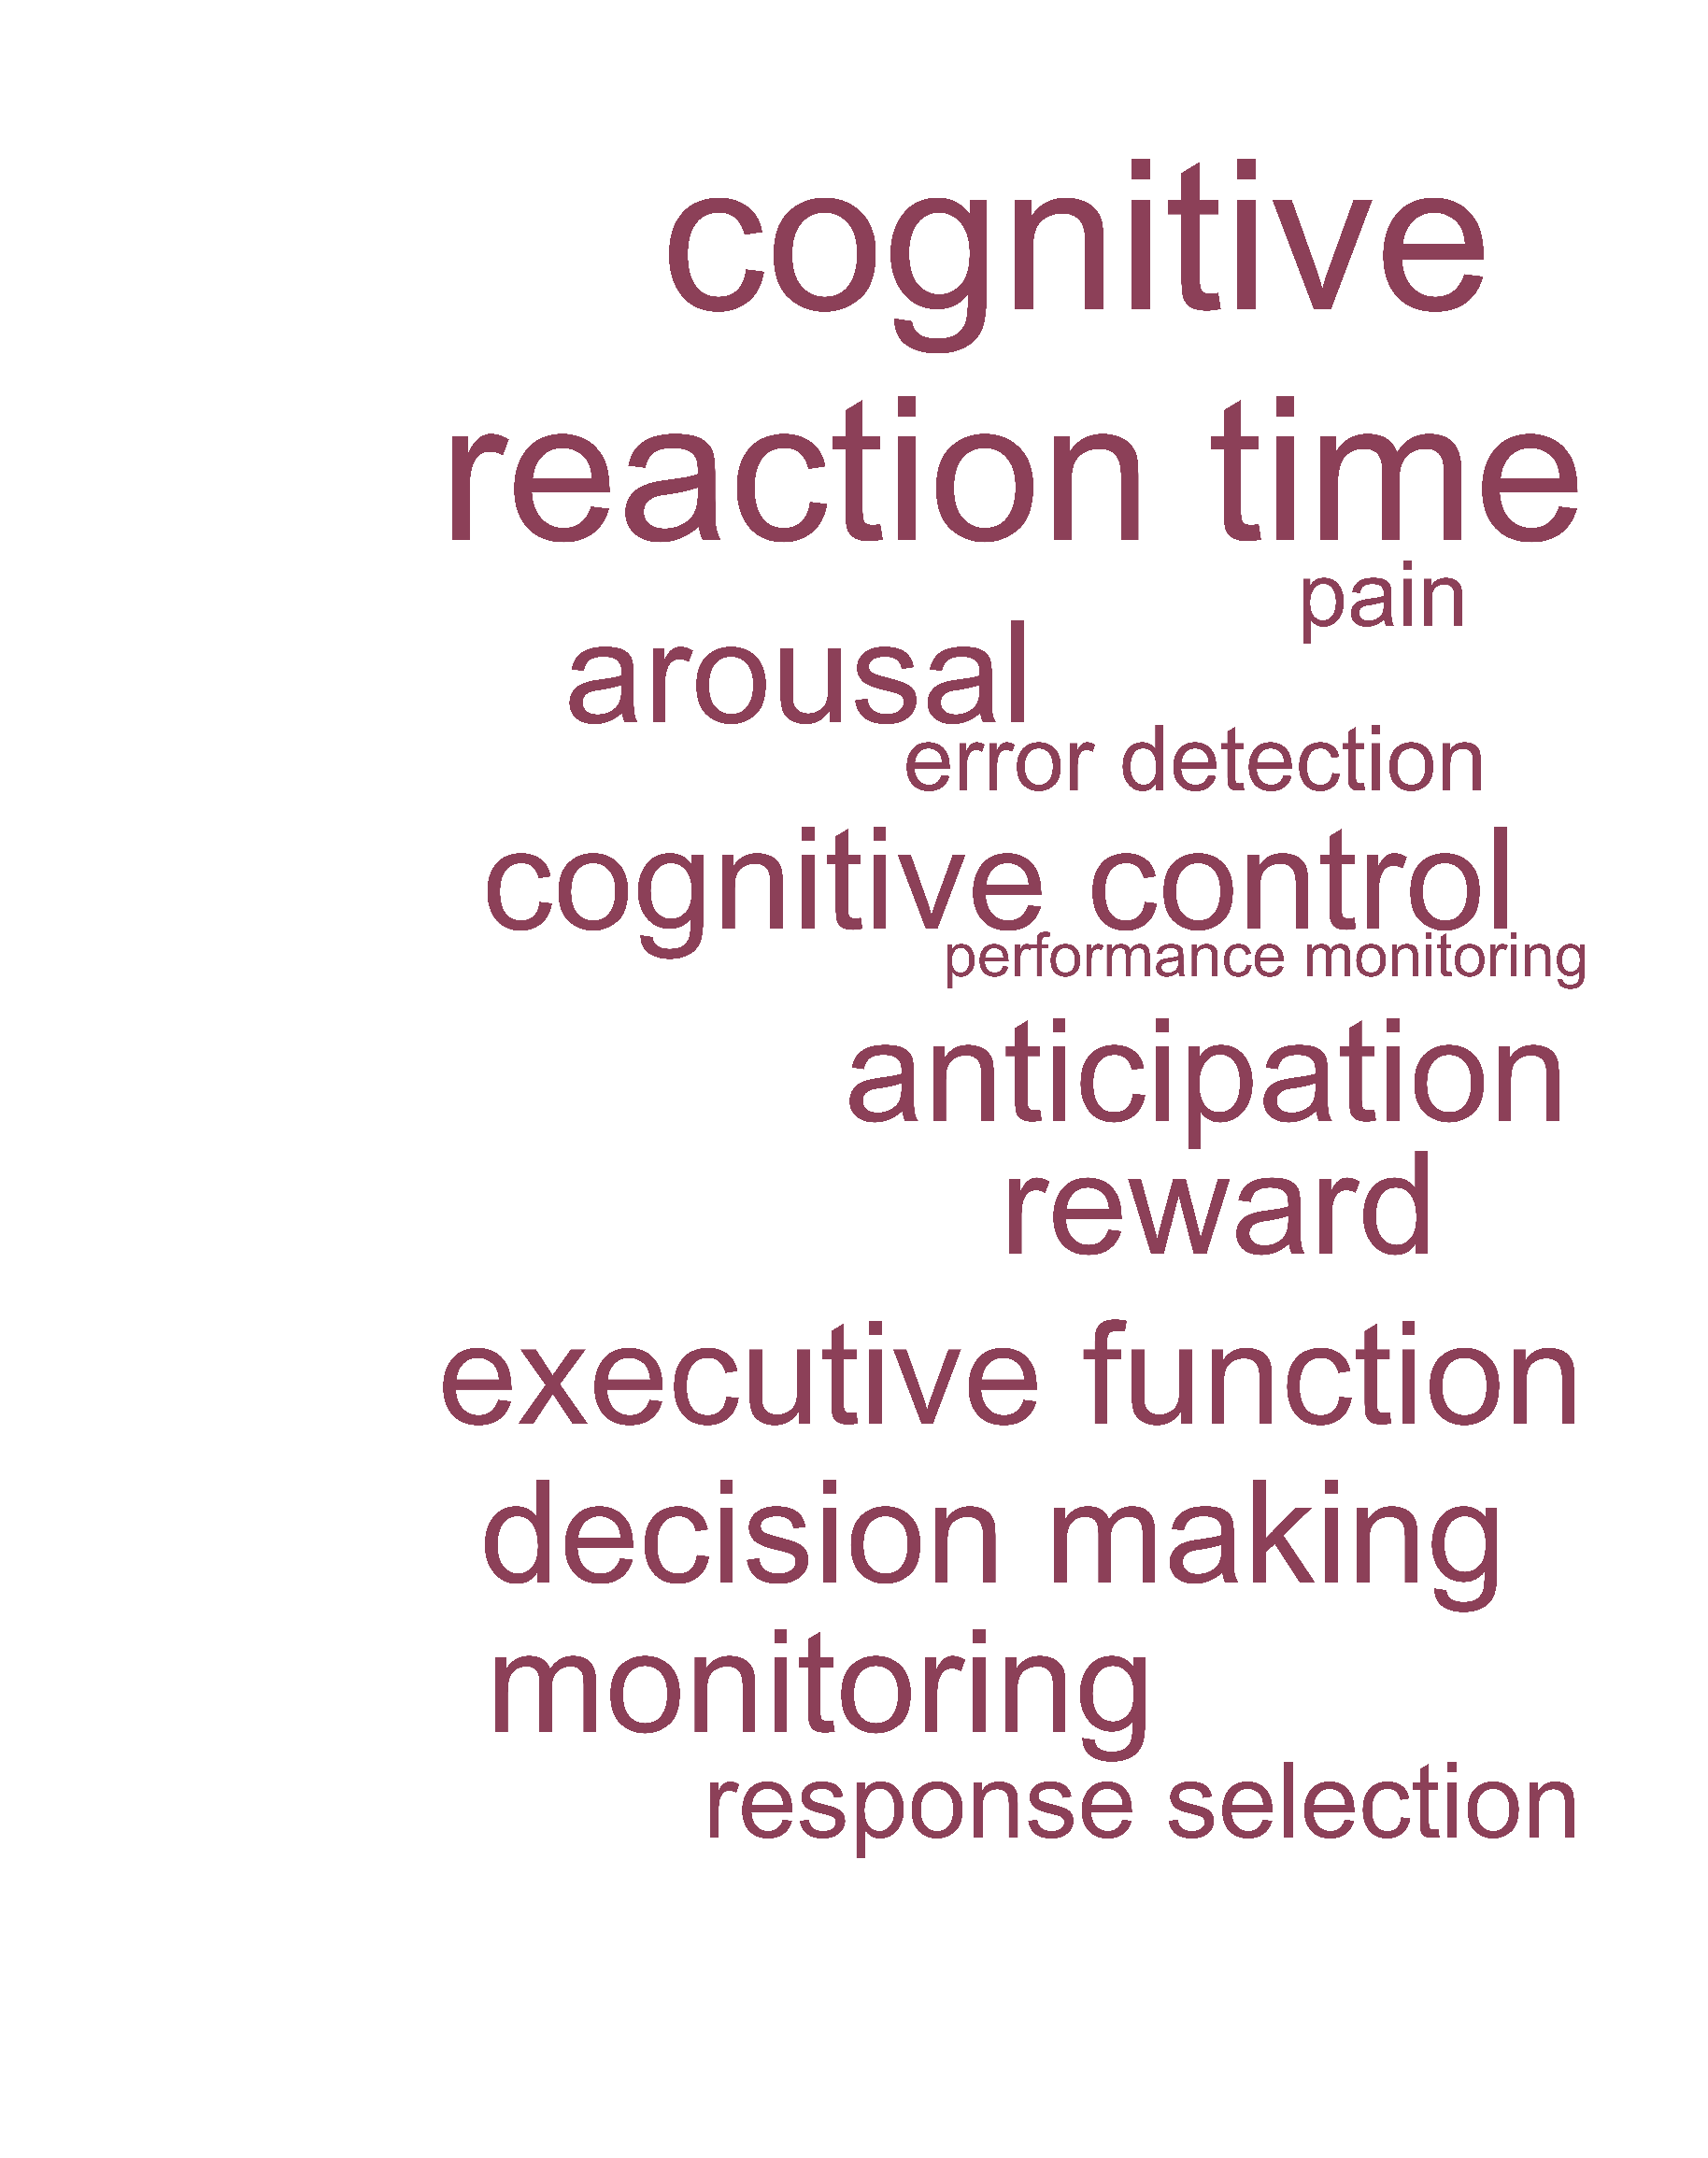 cognitive
reaction time
pain
arousal
error detection
cognitive control
performance monitoring
anticipation
reward
executive function
decision making
monitoring
response selection